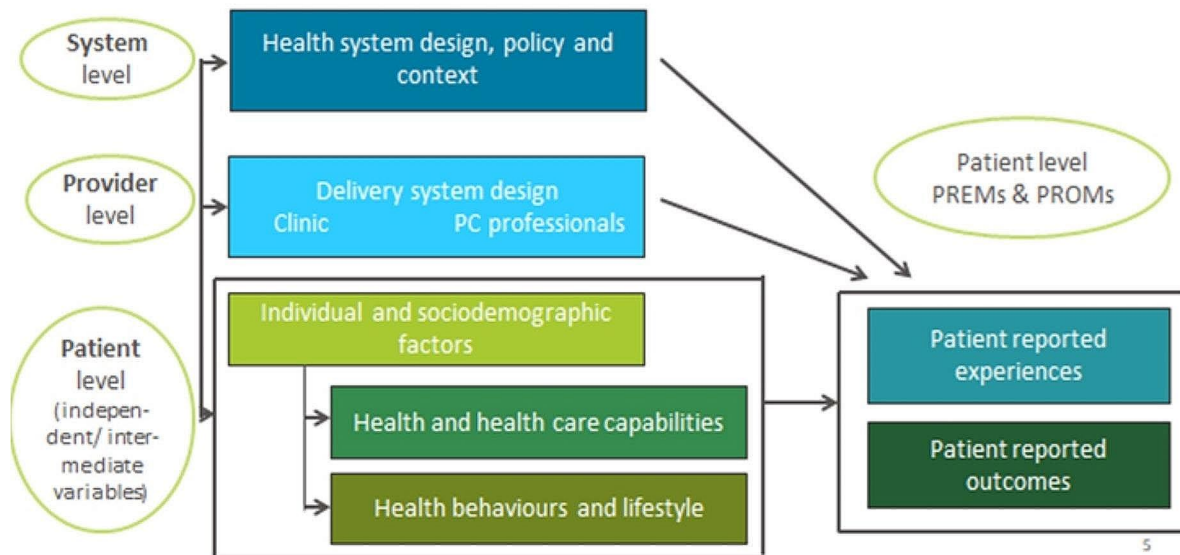 System
level
Health system design, policy and
context
Provider
level
Delivery system design
Clinic PC professionals
Patient level
PREMs & PROMs
Patient
level
(indepen-
dent/ inter-
mediate
variables)
Individual and sociodemographic
factors
Health and health care capabilities
Health behaviours and lifestyle
Patient reported
experiences
Patient reported
outcomes
5